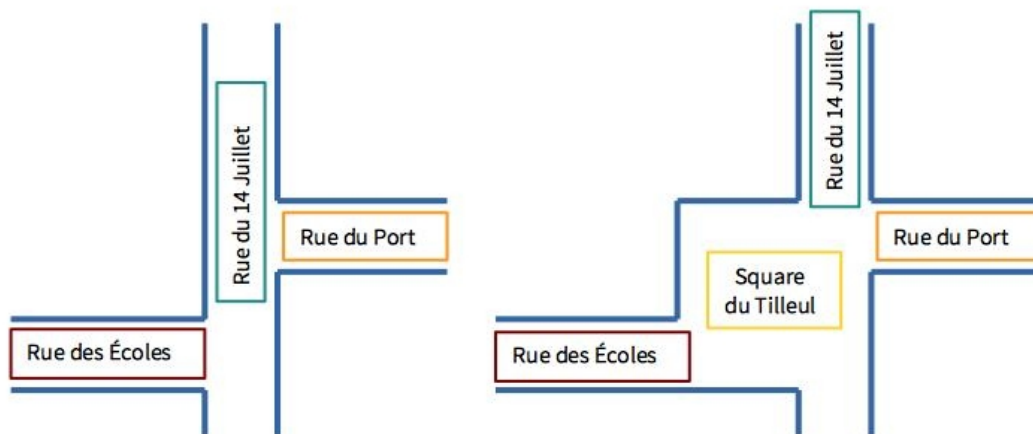 Rue du 14 Juillet
Rue du Port
Rue des Écoles
Rue du 14 Juillet
Rue du Port
Square
du Tilleul
Rue des Écoles